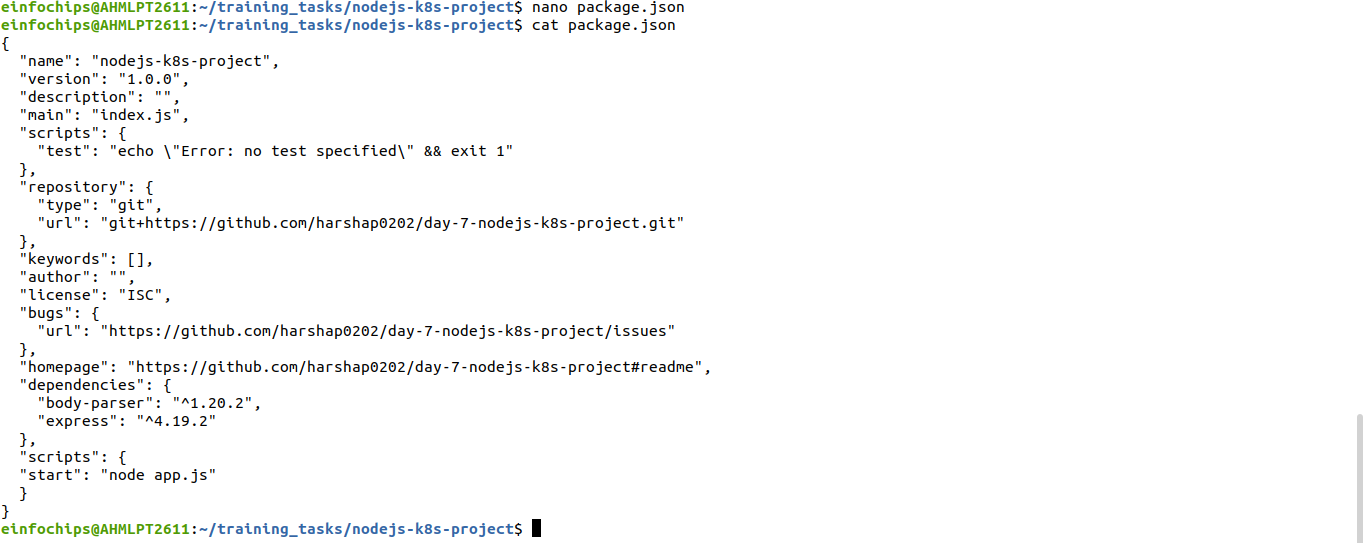 einfochips@AHMLPT2611:~/training_tasks/nodejs-k8s-project$ nano package.json
einfochips@AHMLPT2611:~/training_tasks/nodejs-k8s-project$ cat package.json
{
  "name": "nodejs-k8s-project",
  "version": "1.0.0",
  "description": "",
  "main": "index.js",
  "scripts": {
    "test": "echo \"Error: no test specified\" && exit 1"
  },
  "repository": {
    "type": "git",
    "url": "git+https://github.com/harshap0202/day-7-nodejs-k8s-project.git"
  },
  "keywords": [],
  "author": "",
  "license": "ISC",
  "bugs": {
    "url": "https://github.com/harshap0202/day-7-nodejs-k8s-project/issues"
  },
  "homepage": "https://github.com/harshap0202/day-7-nodejs-k8s-project#readme",
  "dependencies": {
    "body-parser": "^1.20.2",
    "express": "^4.19.2"
  },
  "scripts": {
  "start": "node app.js"
  }
}
einfochips@AHMLPT2611:~/training_tasks/nodejs-k8s-project$